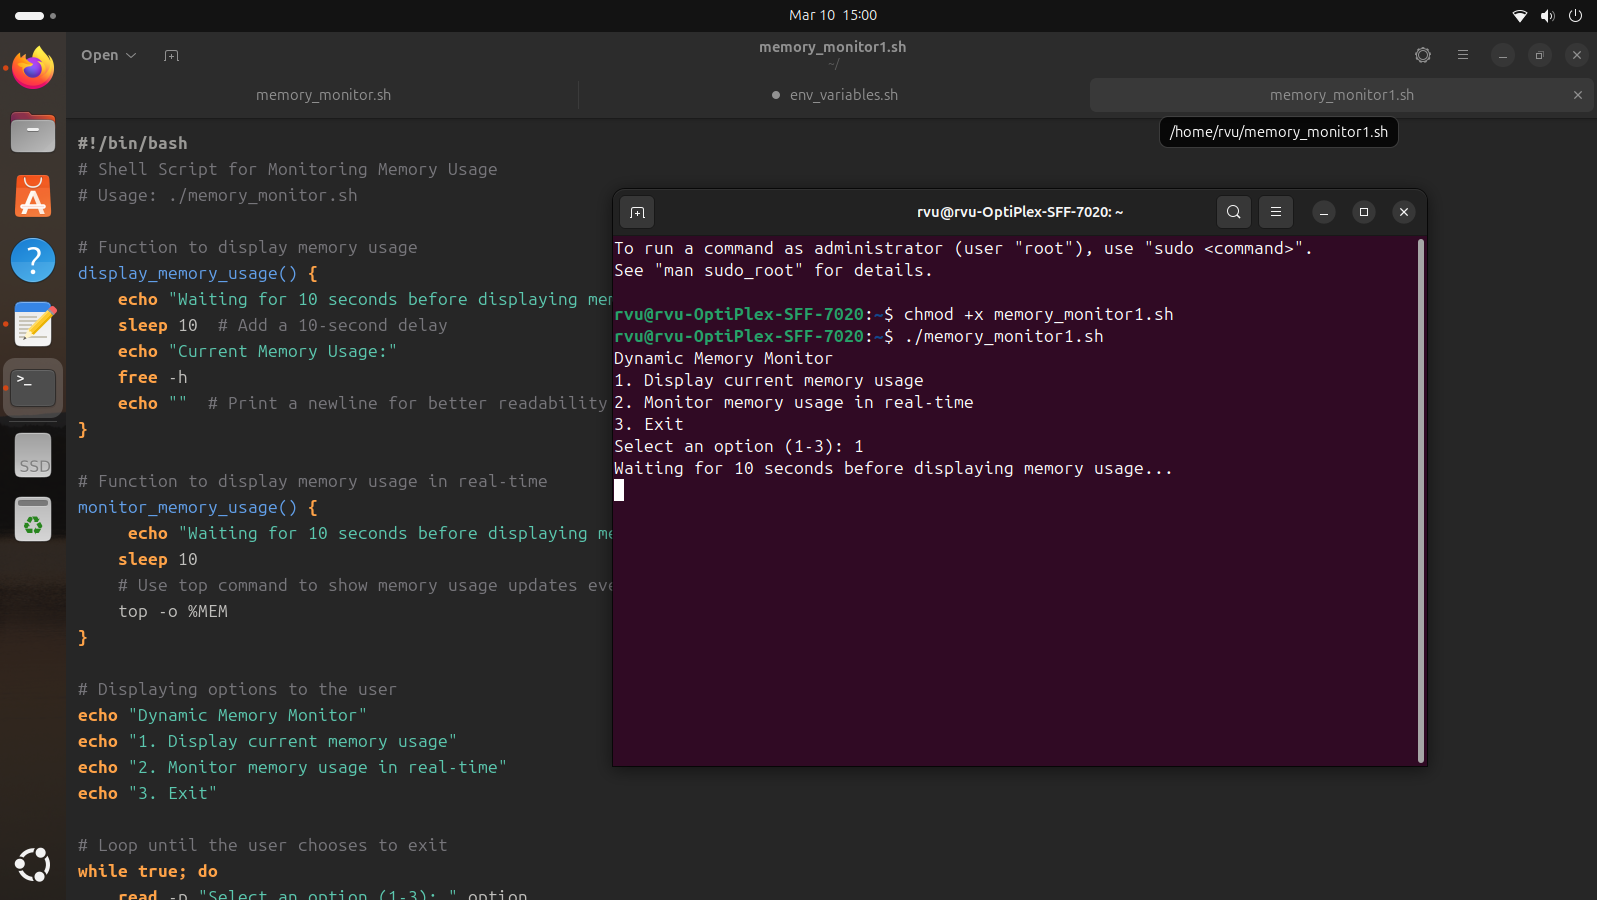 Mar 10 15:00
Open
memory_monitor1.sh
~/
memory_monitor.sh
env_variables.sh
memory_monitor1.sh
/home/rvu/memory_monitor1.sh
#!/bin/bash
# Shell Script for Monitoring Memory Usage
# Usage: ./memory_monitor.sh
# Function to display memory usage
display_memory_usage() {
echo "Waiting for 10 seconds before displaying mem
sleep 10  # Add a 10-second delay
echo "Current Memory Usage:"
free -h
echo ""  # Print a newline for better readability
}
# Function to display memory usage in real-time
monitor_memory_usage() {
echo "Waiting for 10 seconds before displaying me
sleep 10
# Use top command to show memory usage updates eve
top -o %MEM
}
# Displaying options to the user
echo "Dynamic Memory Monitor"
echo "1. Display current memory usage"
echo "2. Monitor memory usage in real-time"
echo "3. Exit"
# Loop until the user chooses to exit
while true; do
read -p "Select an option (1-3): " option
rvu@rvu-OptiPlex-SFF-7020: ~
To run a command as administrator (user "root"), use "sudo <command>".
See "man sudo_root" for details.
rvu@rvu-OptiPlex-SFF-7020:~$ chmod +x memory_monitor1.sh
rvu@rvu-OptiPlex-SFF-7020:~$ ./memory_monitor1.sh
Dynamic Memory Monitor
1. Display current memory usage
2. Monitor memory usage in real-time
3. Exit
Select an option (1-3): 1
Waiting for 10 seconds before displaying memory usage...
SSD